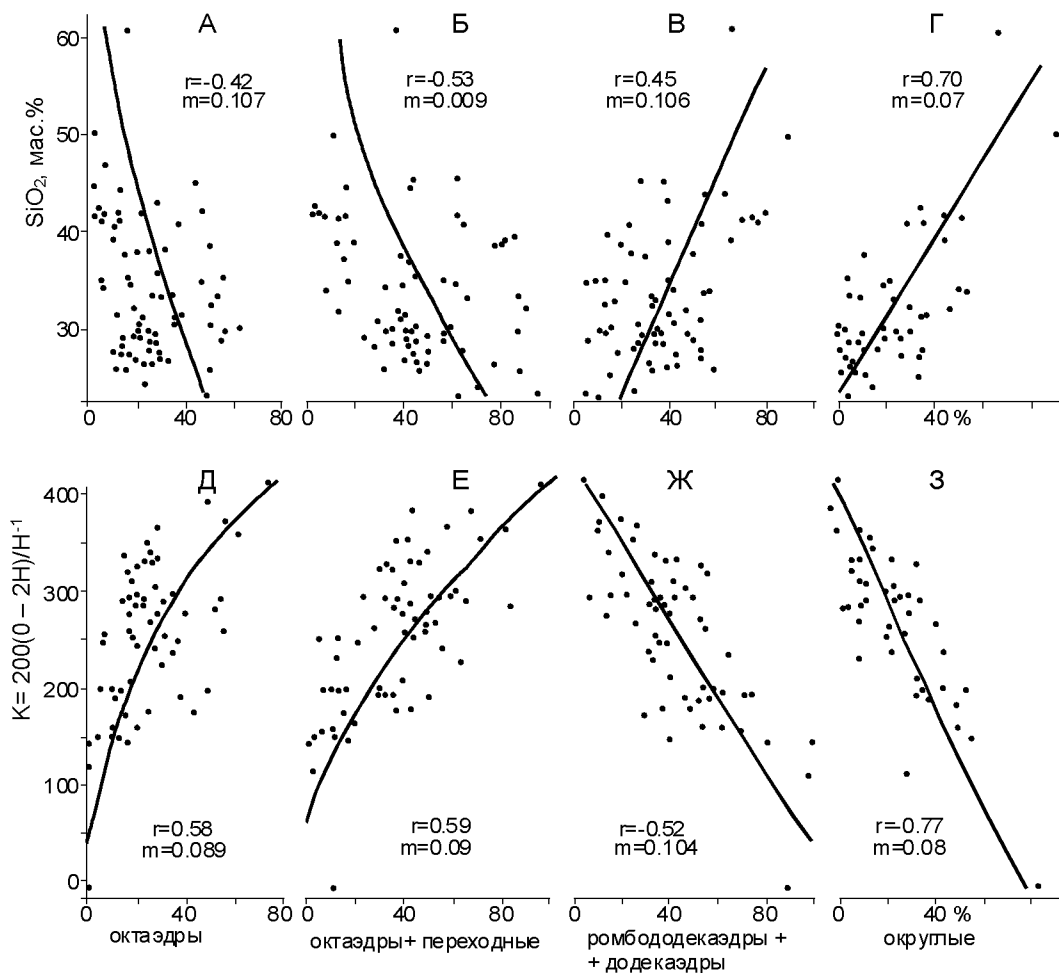 А Б В Г
60
r=-0.42 r=-0.53 r=0.45 r=0.70
m=0.107 m=0.009 m=0.106 m=0.07
50
SiO₂, мас.%
40
30
0 40 80 0 40 80 0 40 80 0 40 %
Д Е Ж З
400
K= 200(0 – 2H)/H⁻¹
300
200
100
r=0.58 r=0.59 r=-0.52 r=-0.77
m=0.089 m=0.09 m=0.104 m=0.08
0
0 40 80 0 40 80 0 40 80 0 40 %
октаэдры октаэдры+ переходные ромбододекаэдры + округлые
+ додекаэдры